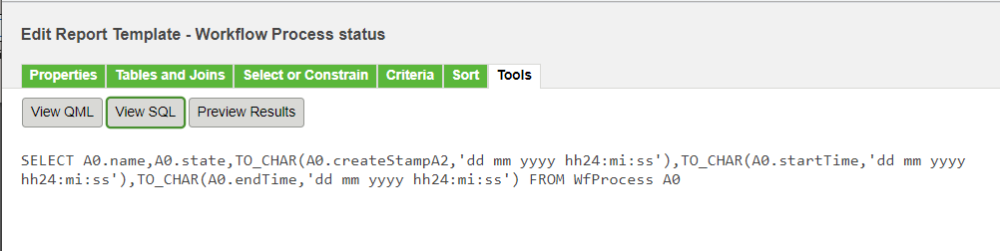 Edit Report Template - Workflow Process status
Properties Tables and Joins Select or Constrain Criteria Sort Tools
View QML View SQL Preview Results
SELECT A0.name,A0.state,TO_CHAR(A0.createStampA2,'dd mm yyyy hh24:mi:ss'),TO_CHAR(A0.startTime,'dd mm yyyy
hh24:mi:ss'),TO_CHAR(A0.endTime,'dd mm yyyy hh24:mi:ss') FROM WfProcess A0